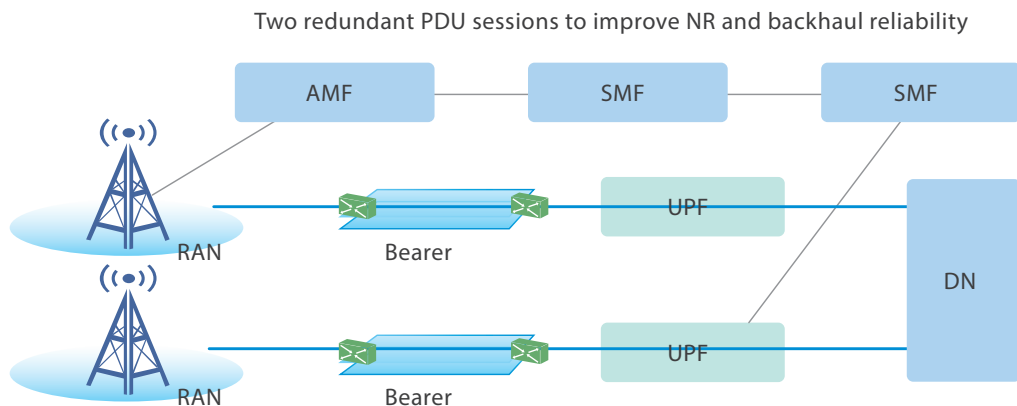 Two redundant PDU sessions to improve NR and backhaul reliability
AMF
SMF
SMF
UPF
RAN
Bearer
DN
UPF
RAN
Bearer